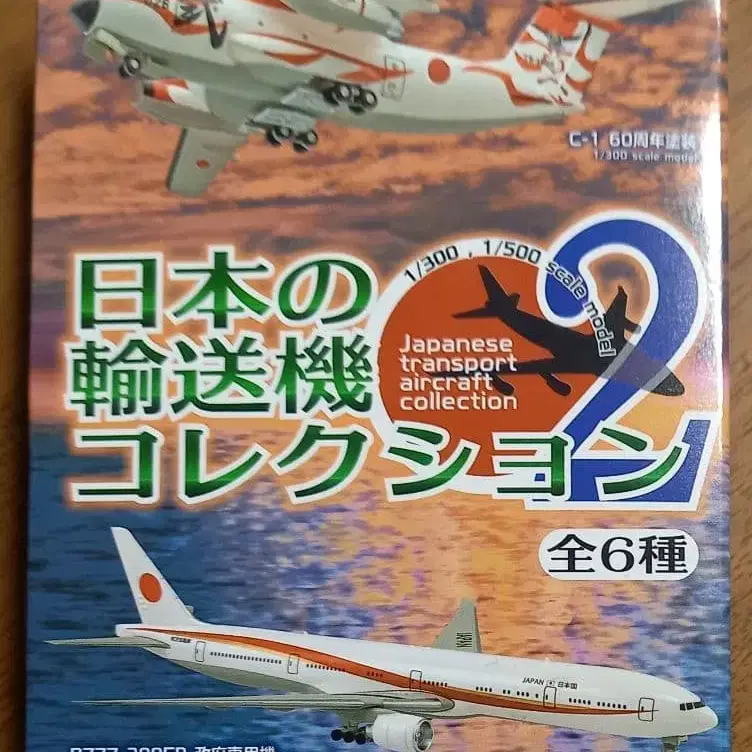 C-1 60周年塗装
1/300 scale model
1/300 , 1/500 scale model
日本の
輸送機
コレクション2
Japanese
transport
aircraft
collection
全6種
JAPAN 日本国